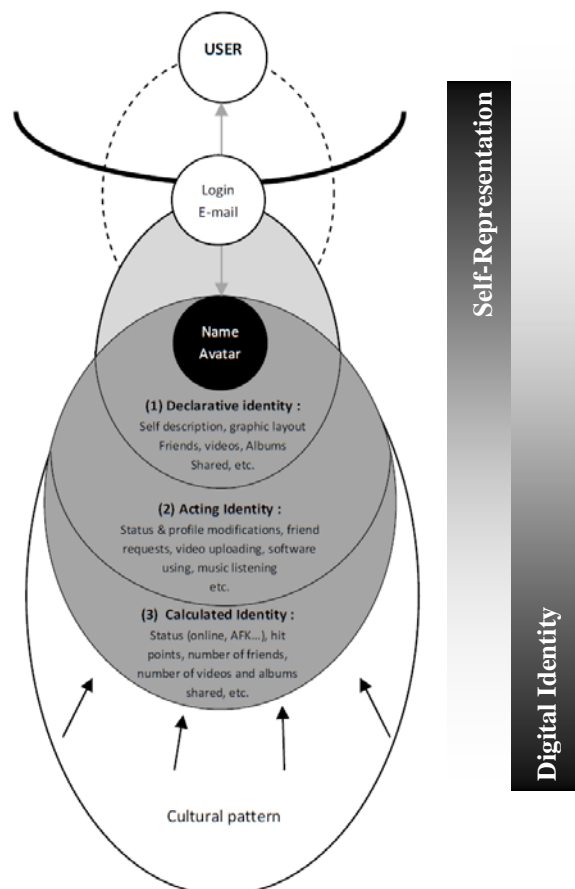 USER
Login
E-mail
Name
Avatar
(1) Declarative identity :
Self description, graphic layout
Friends, videos, Albums
Shared, etc.
(2) Acting Identity :
Status & profile modifications, friend
requests, video uploading, software
using, music listening
etc.
(3) Calculated Identity :
Status (online, AFK...), hit
points, number of friends,
number of videos and albums
shared, etc.
Cultural pattern
Self-Representation
Digital Identity